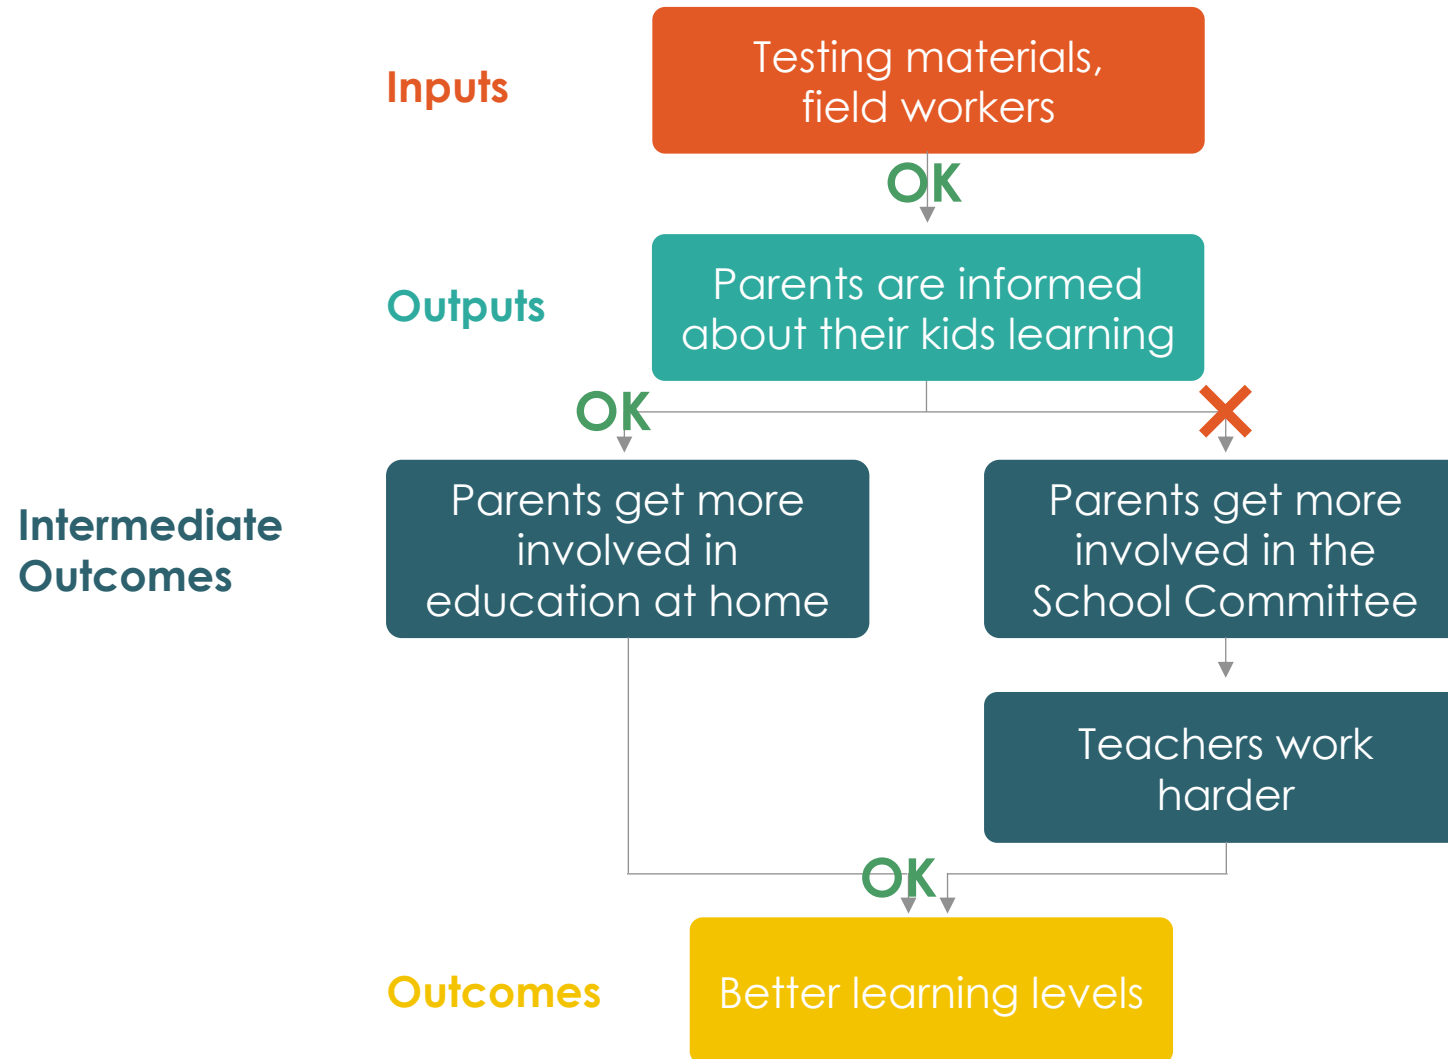 Inputs
Testing materials,
field workers
OK
Outputs
Parents are informed
about their kids learning
OK
Intermediate
Outcomes
Parents get more
involved in
education at home
Parents get more
involved in the
School Committee
Teachers work
harder
OK
Outcomes
Better learning levels